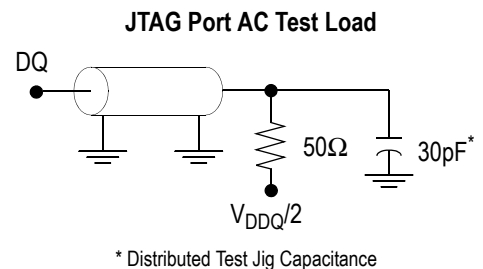 JTAG Port AC Test Load
DQ
50Ω
30pF*
VDDQ/2
* Distributed Test Jig Capacitance